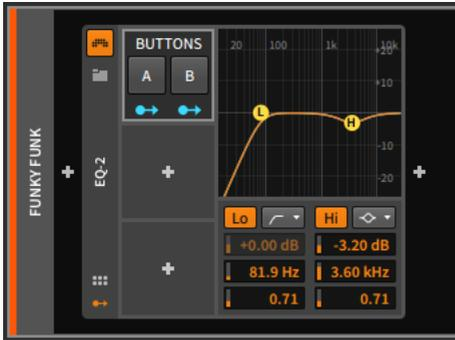 FUNKY FUNK
EQ-2
BUTTONS
A B
20 100 1k 10k
+20
+10
-10
-20
L
H
Lo Hi
+0.00 dB -3.20 dB
81.9 Hz 3.60 kHz
0.71 0.71